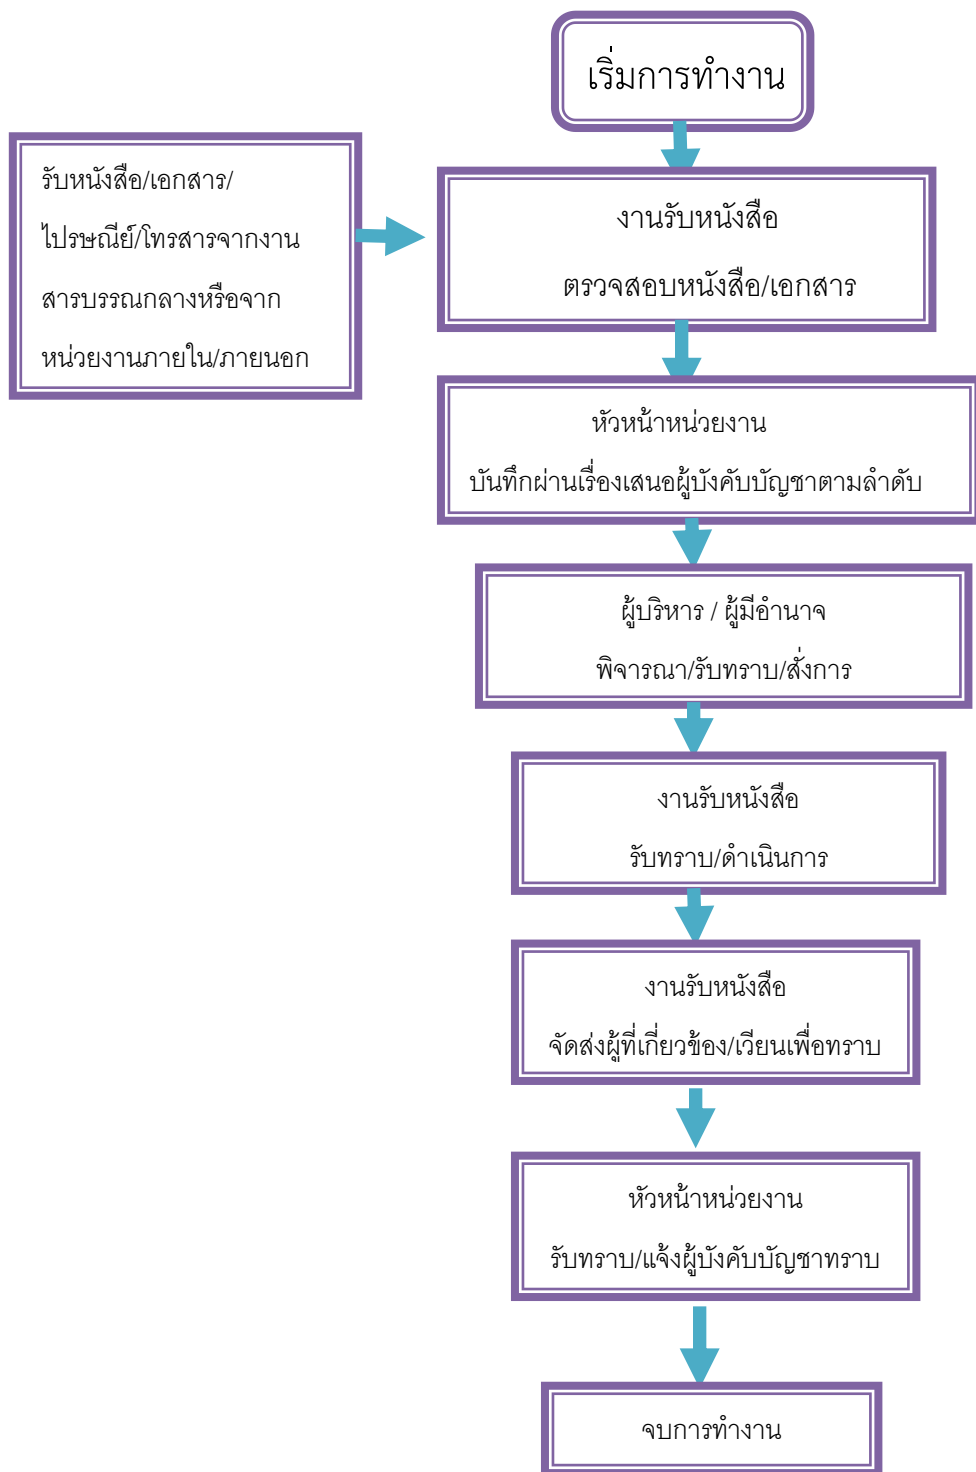 เริ่มการทำงาน
รับหนังสือ/เอกสาร/
ไปรษณีย์/โทรสารจากงาน
สารบรรณกลางหรือจาก
หน่วยงานภายใน/ภายนอก
งานรับหนังสือ
ตรวจสอบหนังสือ/เอกสาร
หัวหน้าหน่วยงาน
บันทึกผ่านเรื่องเสนอผู้บังคับบัญชาตามลำดับ
ผู้บริหาร / ผู้มีอำนาจ
พิจารณา/รับทราบ/สั่งการ
งานรับหนังสือ
รับทราบ/ดำเนินการ
งานรับหนังสือ
จัดส่งผู้ที่เกี่ยวข้อง/เวียนเพื่อทราบ
หัวหน้าหน่วยงาน
รับทราบ/แจ้งผู้บังคับบัญชาทราบ
จบการทำงาน